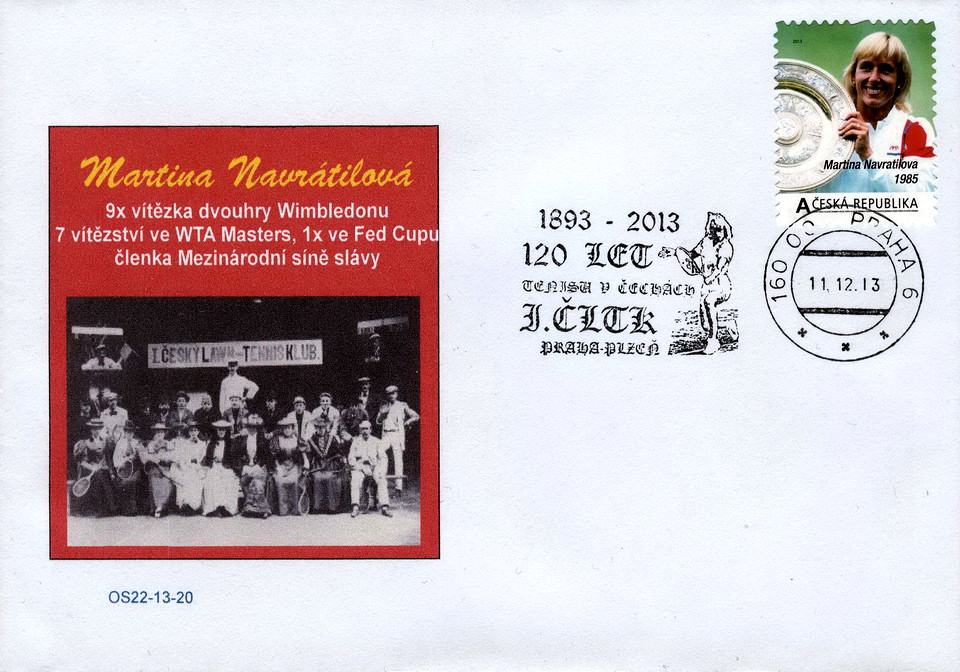 Martina Navrátilová
9x vítězka dvouhry Wimbledonu
7 vítězství ve WTA Masters, 1x ve Fed Cupu
členka Mezinárodní síně slávy
I. ČESKÝ LAWN-TENNIS KLUB.
OS22-13-20
1893 - 2013
120 LET
TENISU V ČECHÁCH
I. ČLTK
PRAHA-PLZEŇ
2013
Martina Navratilova
1985
A ČESKÁ REPUBLIKA
160 00 PRAHA 6
11.12.13